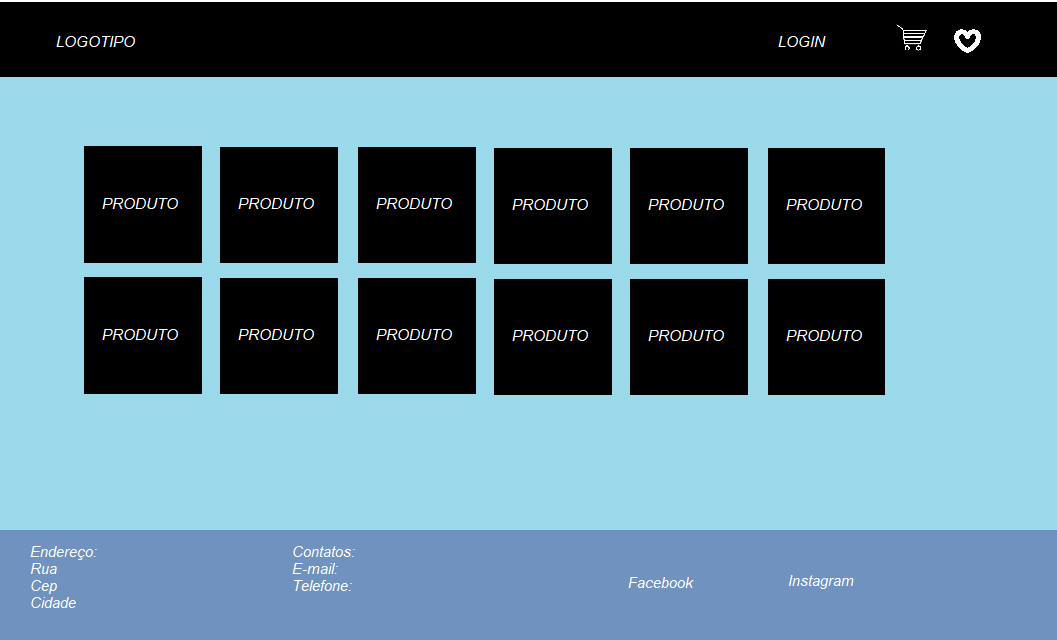 LOGOTIPO
LOGIN
PRODUTO
PRODUTO
PRODUTO
PRODUTO
PRODUTO
PRODUTO
PRODUTO
PRODUTO
PRODUTO
PRODUTO
PRODUTO
PRODUTO
Endereço:
Rua
Cep
Cidade
Contatos:
E-mail:
Telefone:
Facebook
Instagram